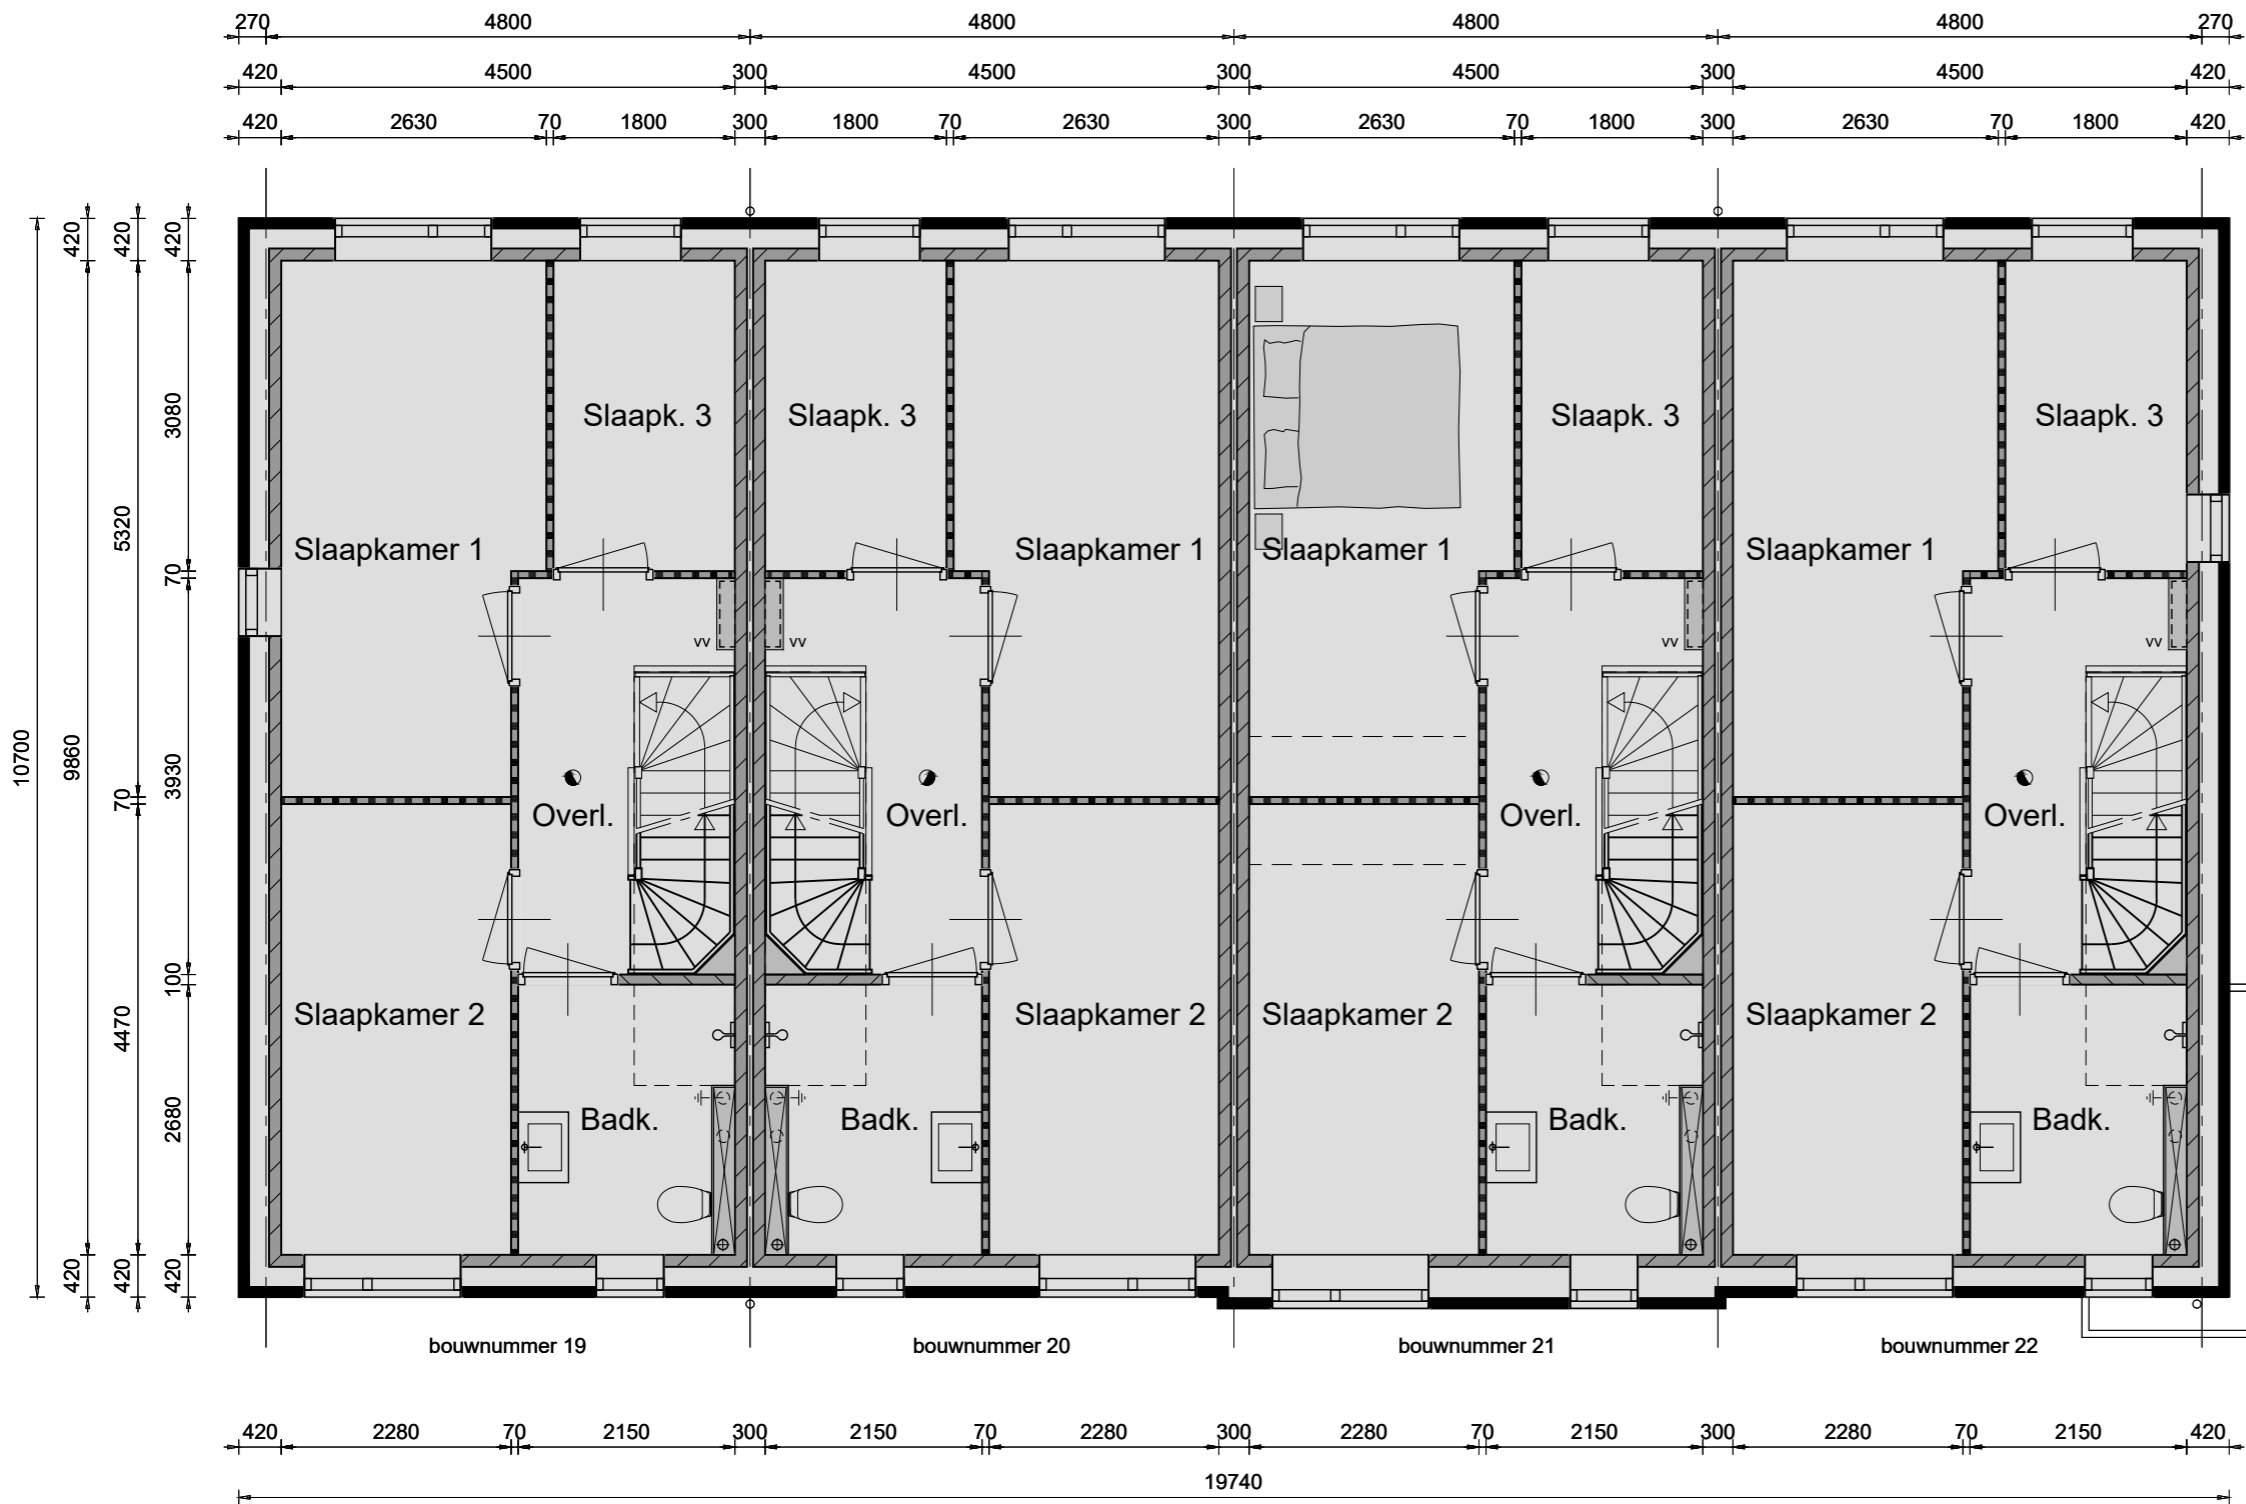 270 4800 4800 4800 4800 270
420 4500 300 4500 300 4500 300 4500 420
420 2630 70 1800 300 1800 70 2630 300 2630 70 1800 300 2630 70 1800 420
420 420 420
3080
5320
70
10700
9860
3930
70
100
4470
2680
420 420 420
Slaapk. 3 Slaapk. 3 Slaapk. 3 Slaapk. 3
Slaapkamer 1 Slaapkamer 1 Slaapkamer 1 Slaapkamer 1
vv vv vv vv
Overl. Overl. Overl. Overl.
Slaapkamer 2 Slaapkamer 2 Slaapkamer 2 Slaapkamer 2
Badk. Badk. Badk. Badk.
bouwnummer 19 bouwnummer 20 bouwnummer 21 bouwnummer 22
420 2280 70 2150 300 2150 70 2280 300 2280 70 2150 300 2280 70 2150 420
19740